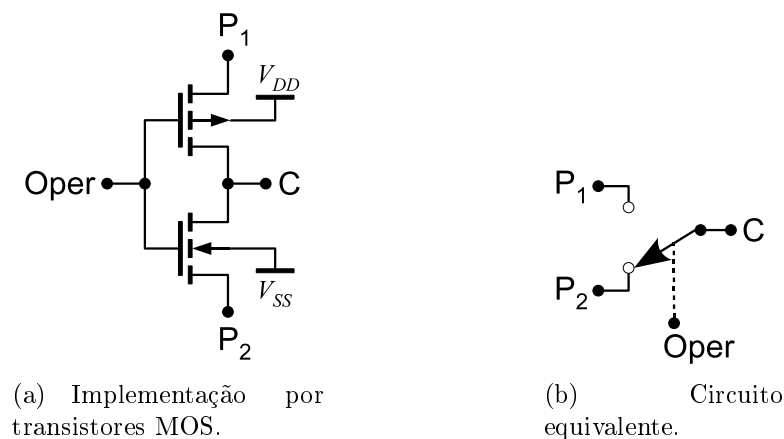 P1
VDD
Oper
C
VSS
P2
(a) Implementação por
transistores MOS.
P1
C
P2
Oper
(b) Circuito
equivalente.